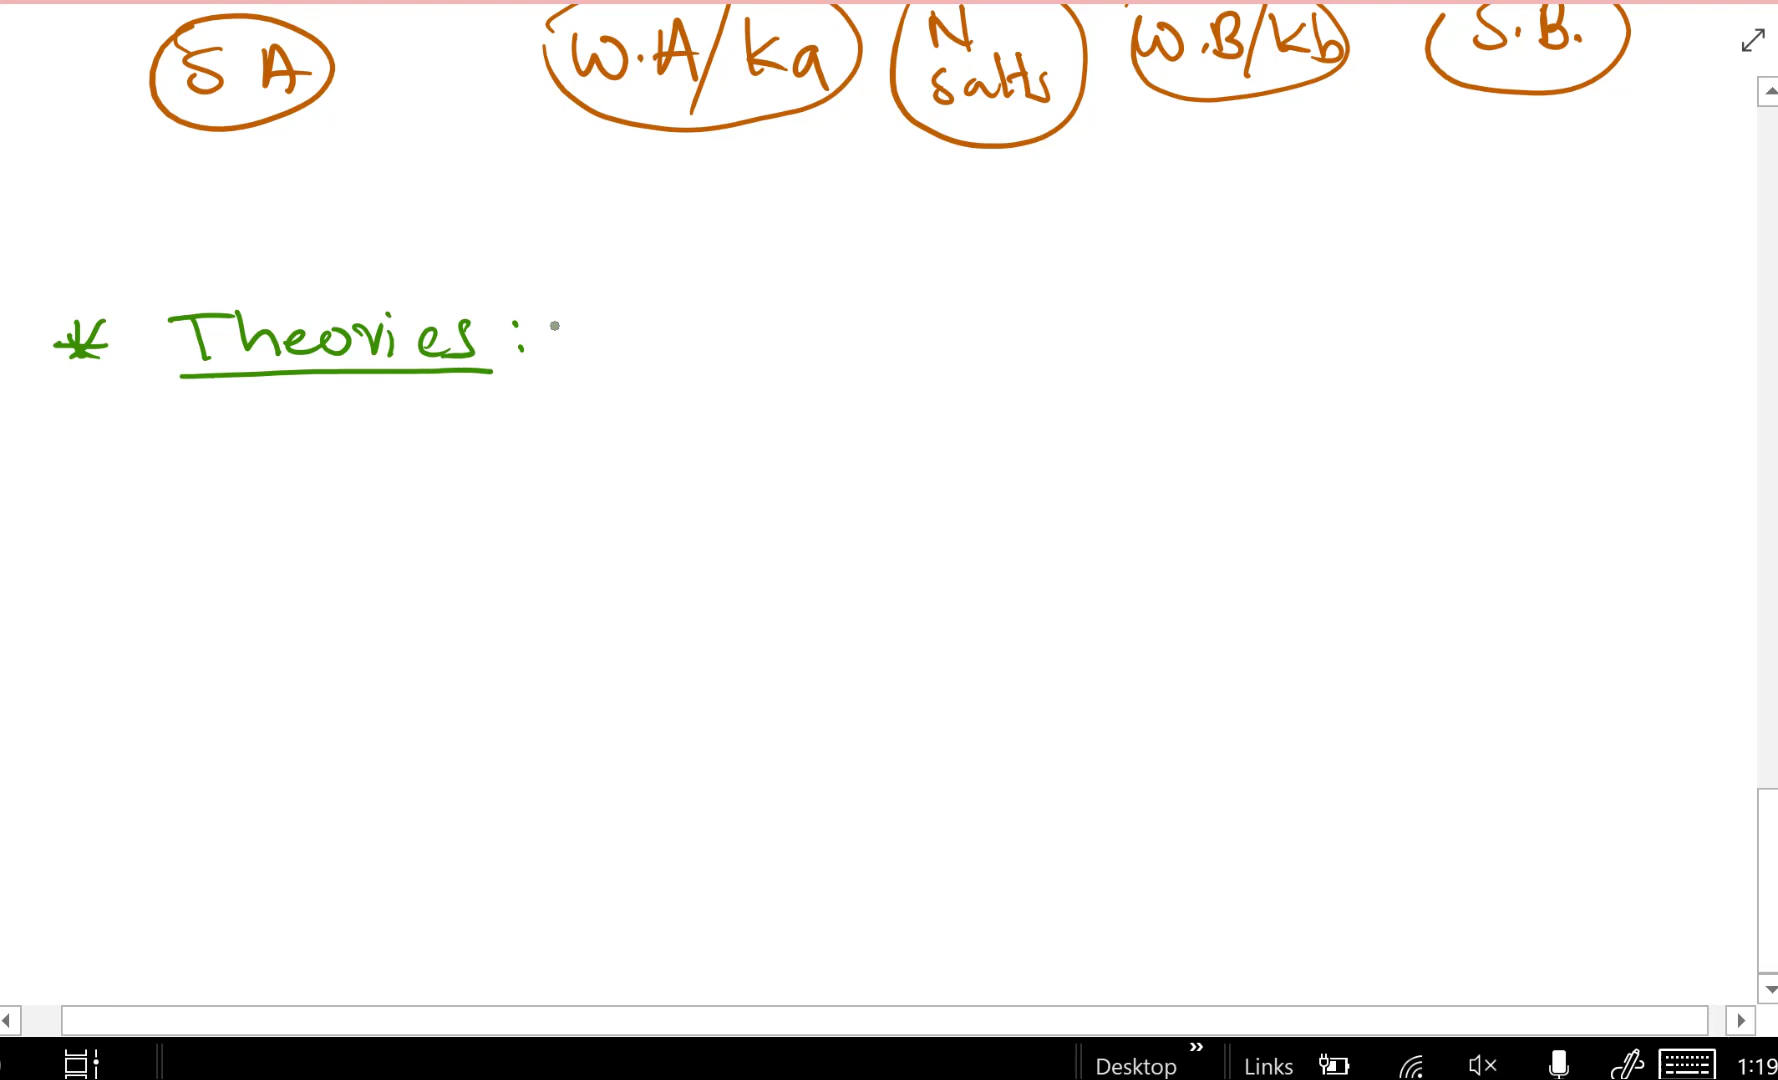 S A W.A/Ka N W.B/Kb S.B.
salts
* Theories :
Desktop » Links 1:19